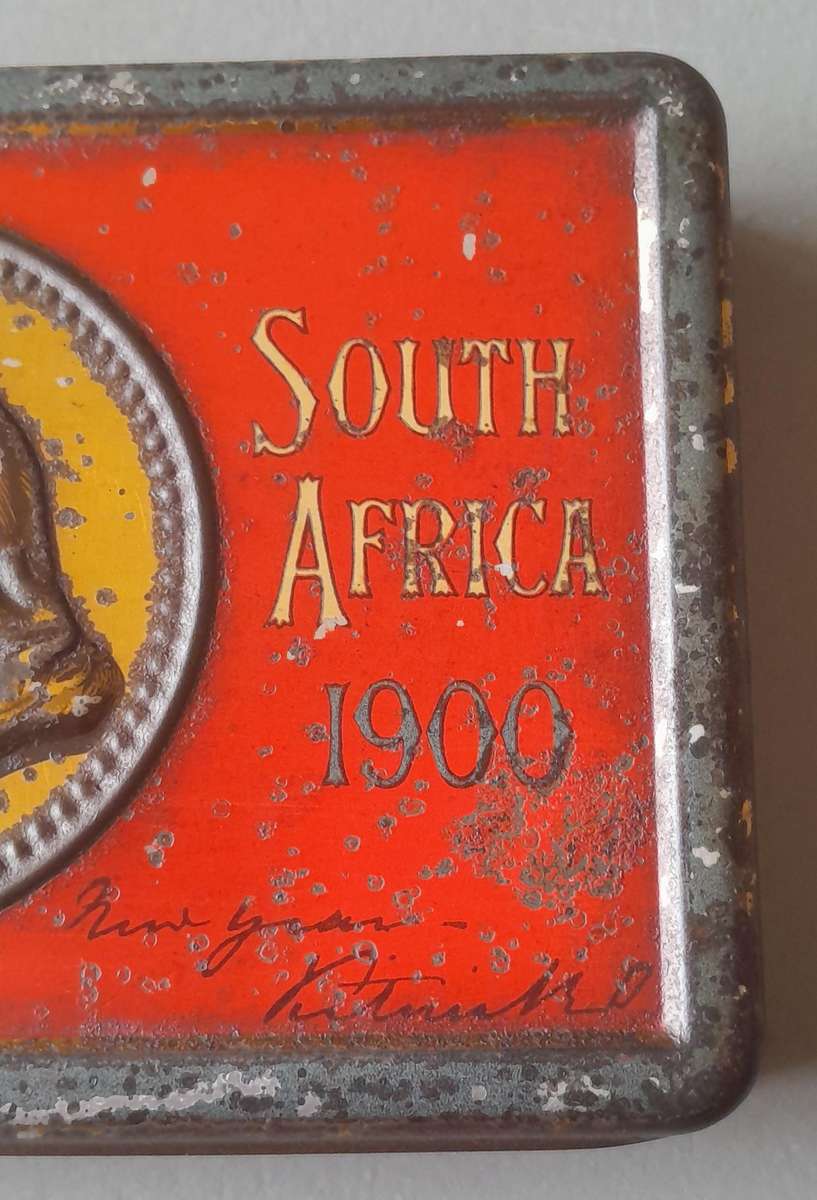 SOUTH
AFRICA
1900
New Year -
Victoria RI